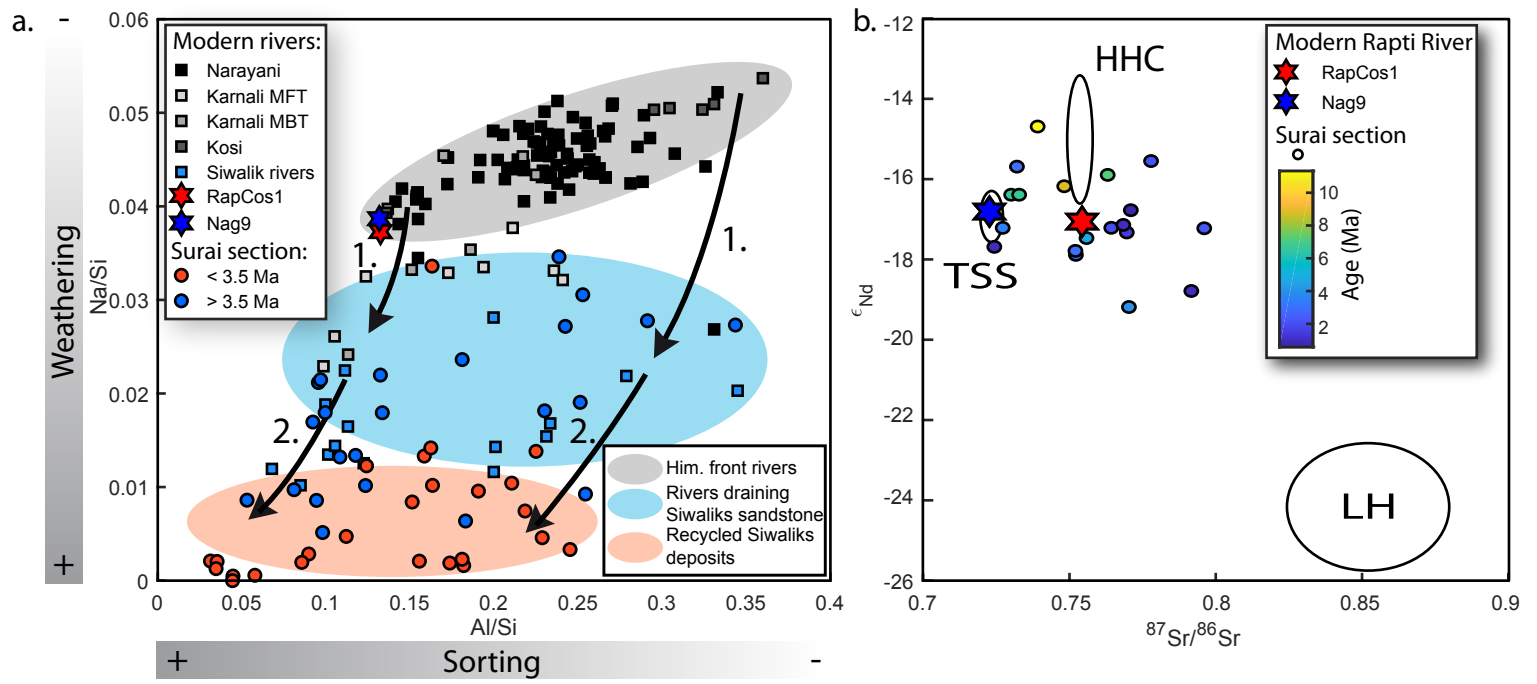 a.
-
Weathering
+
Na/Si
0.06
0.05
0.04
0.03
0.02
0.01
0
Modern rivers:
Narayani
Karnali MFT
Karnali MBT
Kosi
Siwalik rivers
RapCos1
Nag9
Surai section:
< 3.5 Ma
> 3.5 Ma
1.
1.
2.
2.
Him. front rivers
Rivers draining
Siwaliks sandstone
Recycled Siwaliks
deposits
0
0.05
0.1
0.15
0.2
0.25
0.3
0.35
0.4
Al/Si
+
Sorting
-
b.
-12
-14
-16
-18
-20
-22
-24
-26
εNd
HHC
TSS
LH
Modern Rapti River
RapCos1
Nag9
Surai section
10
8
6
4
2
Age (Ma)
0.7
0.75
0.8
0.85
0.9
87Sr/86Sr